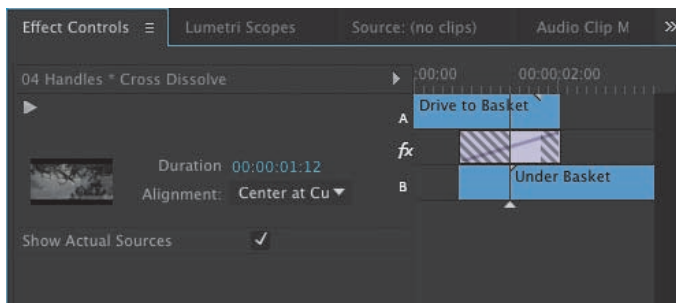 Effect Controls ≡ Lumetri Scopes Source: (no clips) Audio Clip M »
04 Handles * Cross Dissolve :00:00 00:00:02:00
A Drive to Basket
fx
Duration 00:00:01:12
B Under Basket
Alignment: Center at Cu
Show Actual Sources